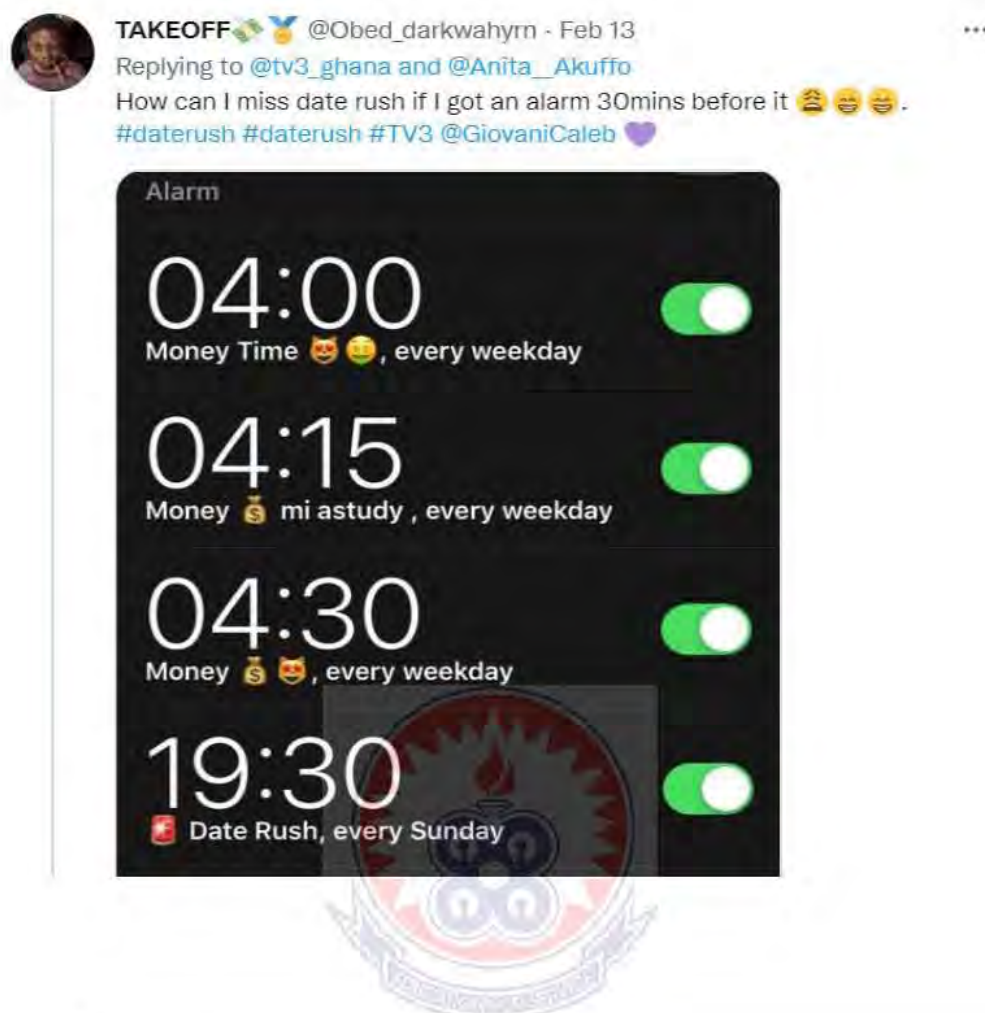 TAKEOFF💸🏅 @Obed_darkwahyrn · Feb 13
Replying to @tv3_ghana and @Anita__Akuffo
How can I miss date rush if I got an alarm 30mins before it 😩😄😄.
#daterush #daterush #TV3 @GiovaniCaleb 💜
Alarm
04:00
Money Time 😻🤑, every weekday
04:15
Money 💰 mi astudy , every weekday
04:30
Money 💰 😻, every weekday
19:30
🚨 Date Rush, every Sunday